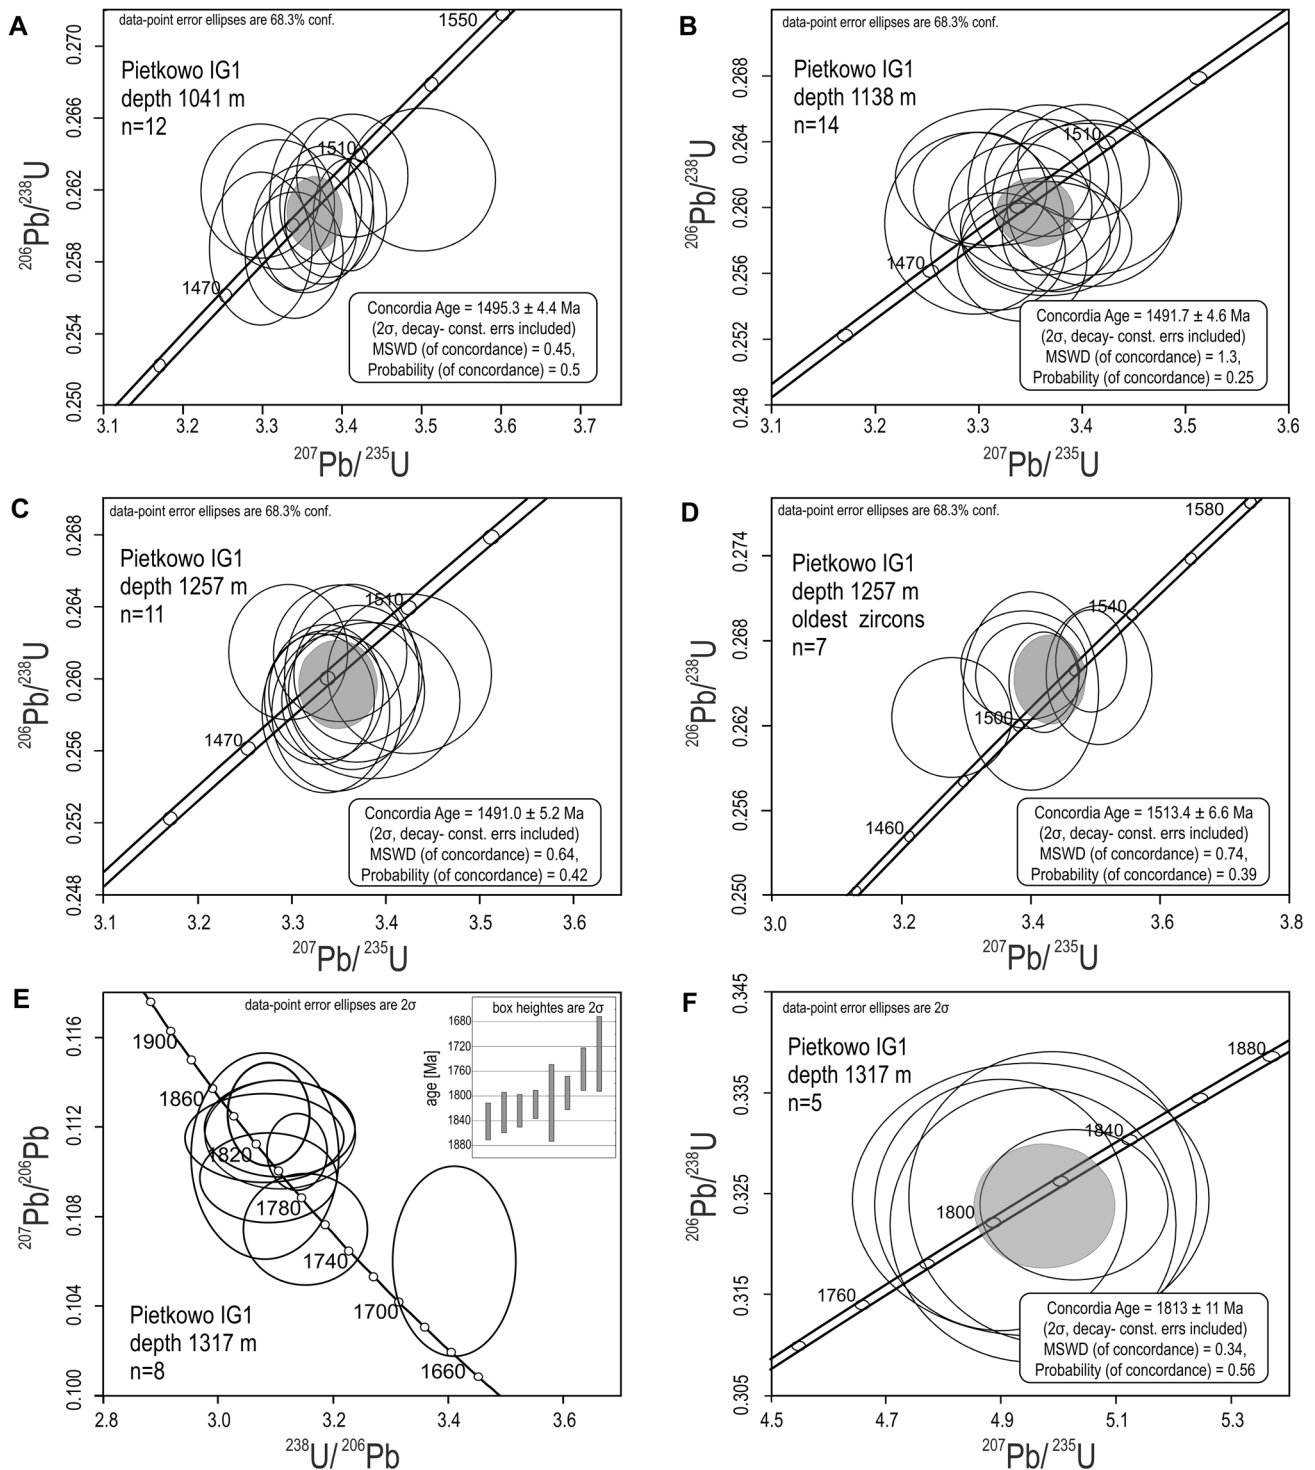 A
data-point error ellipses are 68.3% conf.
Pietkowo IG1
depth 1041 m
n=12
1550
1510
1470
0.270
0.266
0.262
0.258
0.254
0.250
206Pb/238U
Concordia Age = 1495.3 ± 4.4 Ma
(2σ, decay- const. errs included)
MSWD (of concordance) = 0.45,
Probability (of concordance) = 0.5
3.1 3.2 3.3 3.4 3.5 3.6 3.7
207Pb/ 235U
B
data-point error ellipses are 68.3% conf.
Pietkowo IG1
depth 1138 m
n=14
1510
1470
0.268
0.264
0.260
0.256
0.252
0.248
206Pb/238U
Concordia Age = 1491.7 ± 4.6 Ma
(2σ, decay- const. errs included)
MSWD (of concordance) = 1.3,
Probability (of concordance) = 0.25
3.1 3.2 3.3 3.4 3.5 3.6
207Pb/ 235U
C
data-point error ellipses are 68.3% conf.
Pietkowo IG1
depth 1257 m
n=11
1510
1470
0.268
0.264
0.260
0.256
0.252
0.248
206Pb/238U
Concordia Age = 1491.0 ± 5.2 Ma
(2σ, decay- const. errs included)
MSWD (of concordance) = 0.64,
Probability (of concordance) = 0.42
3.1 3.2 3.3 3.4 3.5 3.6
207Pb/ 235U
D
data-point error ellipses are 68.3% conf.
Pietkowo IG1
depth 1257 m
oldest zircons
n=7
1580
1540
1500
1460
0.274
0.268
0.262
0.256
0.250
206Pb/238U
Concordia Age = 1513.4 ± 6.6 Ma
(2σ, decay- const. errs included)
MSWD (of concordance) = 0.74,
Probability (of concordance) = 0.39
3.0 3.2 3.4 3.6 3.8
207Pb/ 235U
E
data-point error ellipses are 2σ
box heightes are 2σ
1680
1720
1760
1800
1840
1880
age [Ma]
1900
1860
1820
1780
1740
1700
1660
0.116
0.112
0.108
0.104
0.100
207Pb/206Pb
Pietkowo IG1
depth 1317 m
n=8
2.8 3.0 3.2 3.4 3.6
238U/ 206Pb
F
data-point error ellipses are 2σ
Pietkowo IG1
depth 1317 m
n=5
1880
1840
1800
1760
0.345
0.335
0.325
0.315
0.305
206Pb/238U
Concordia Age = 1813 ± 11 Ma
(2σ, decay- const. errs included)
MSWD (of concordance) = 0.34,
Probability (of concordance) = 0.56
4.5 4.7 4.9 5.1 5.3
207Pb/ 235U